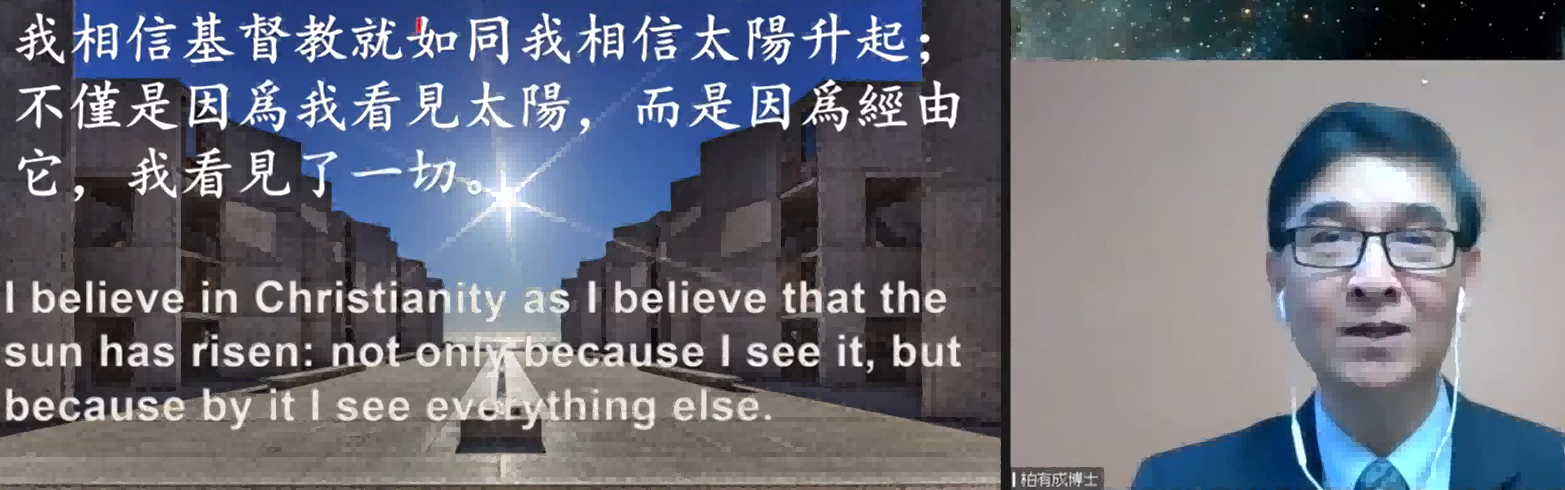 我相信基督教就如同我相信太陽升起；
不僅是因爲我看見太陽，而是因爲經由
它，我看見了一切。
I believe in Christianity as I believe that the
sun has risen: not only because I see it, but
because by it I see everything else.
柏有成博士